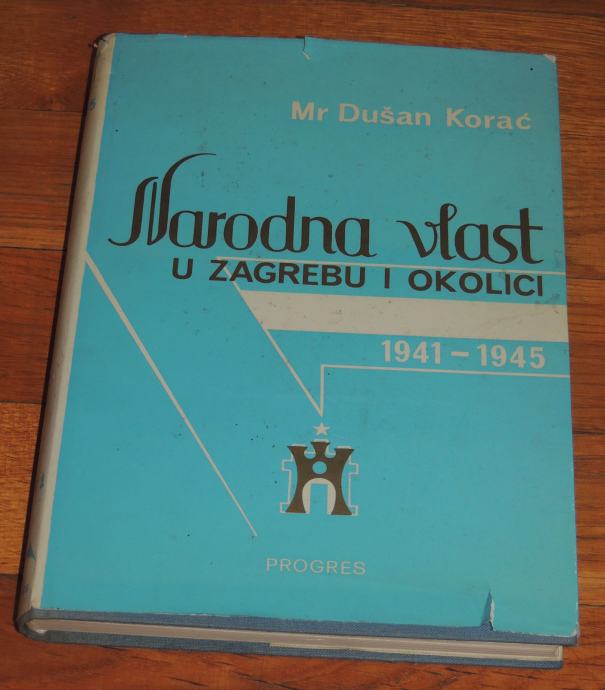 Mr Dušan Korać
Narodna vlast
U ZAGREBU I OKOLICI
1941 – 1945
PROGRES